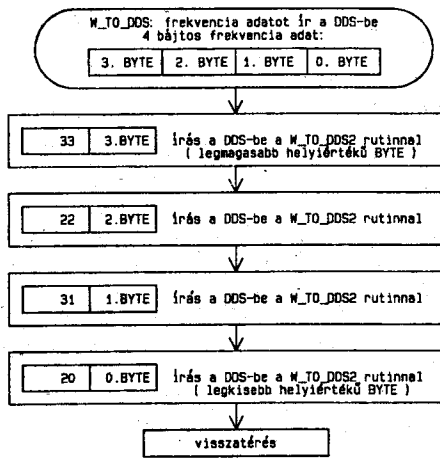 W_TO_DDS: frekvencia adatot ír a DDS-be
4 bájtos frekvencia adat:
3. BYTE 2. BYTE 1. BYTE 0. BYTE
33 3.BYTE írás a DDS-be a W_TO_DDS2 rutinnal
( legmagasabb helyiértékű BYTE )
22 2.BYTE írás a DDS-be a W_TO_DDS2 rutinnal
31 1.BYTE írás a DDS-be a W_TO_DDS2 rutinnal
20 0.BYTE írás a DDS-be a W_TO_DDS2 rutinnal
( legkisebb helyiértékű BYTE )
visszatérés